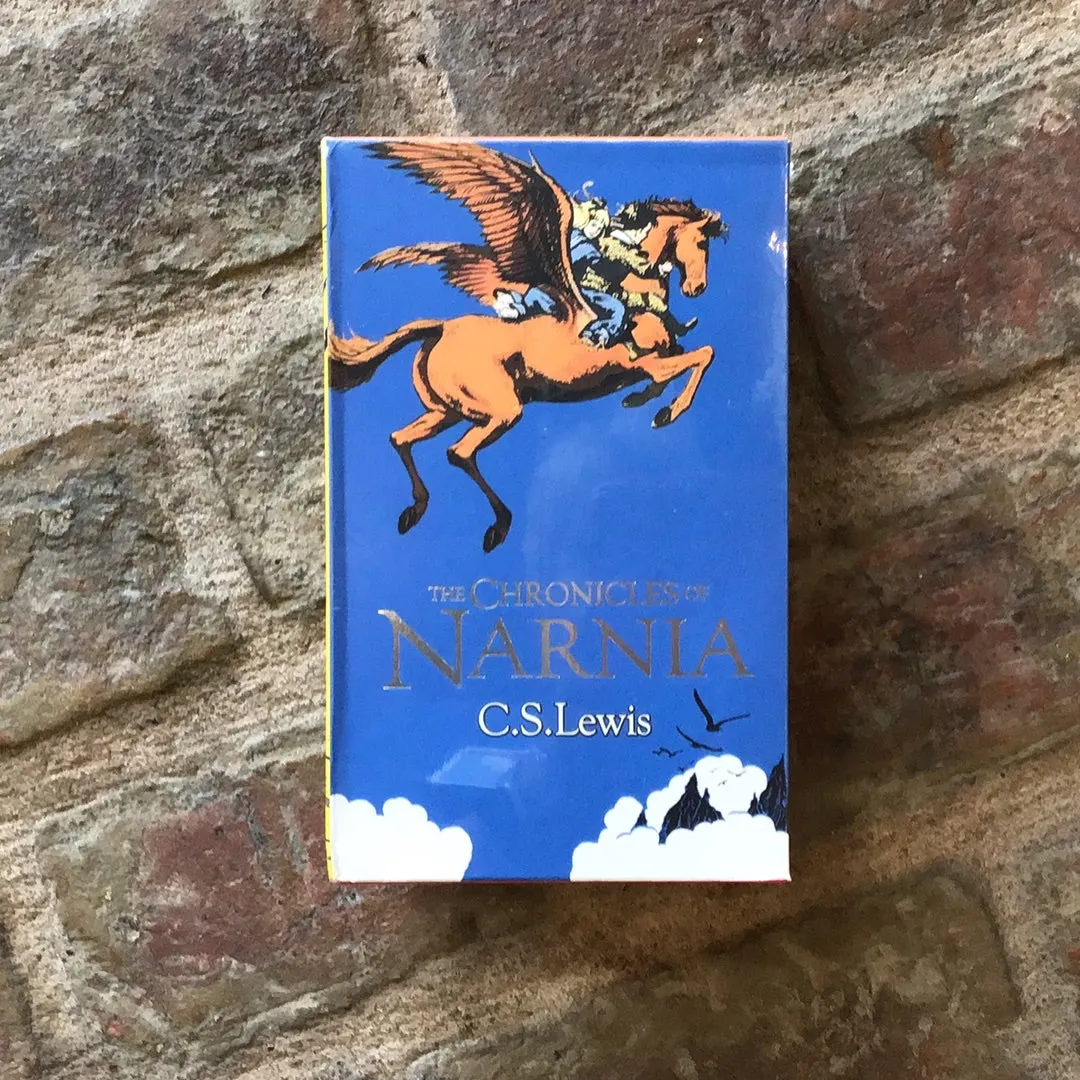 THE CHRONICLES OF
NARNIA
C.S.Lewis